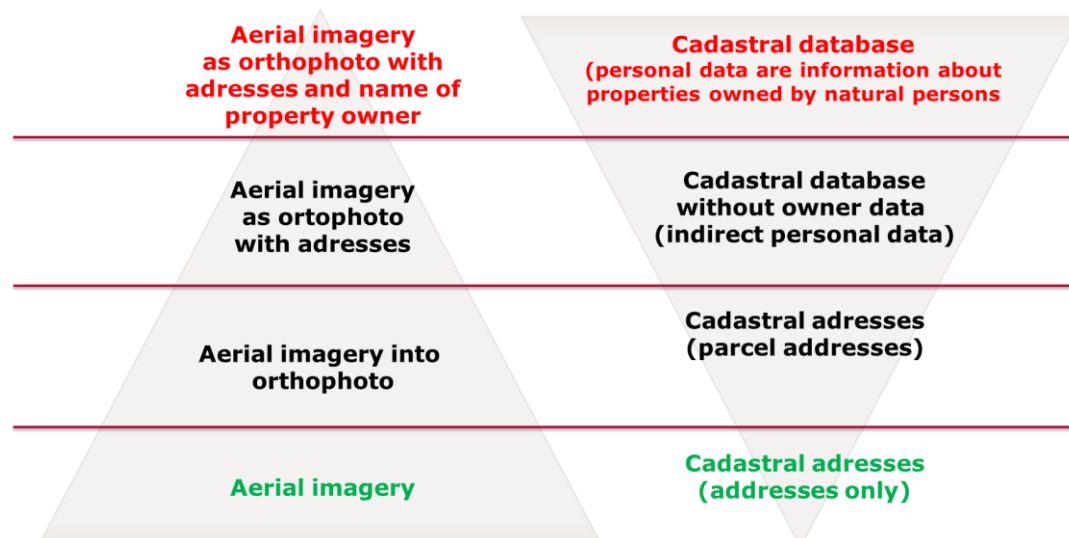 Aerial imagery
as orthophoto with
adresses and name of
property owner
Cadastral database
(personal data are information about
properties owned by natural persons
Aerial imagery
as ortophoto
with adresses
Cadastral database
without owner data
(indirect personal data)
Aerial imagery into
orthophoto
Cadastral adresses
(parcel addresses)
Aerial imagery
Cadastral adresses
(addresses only)